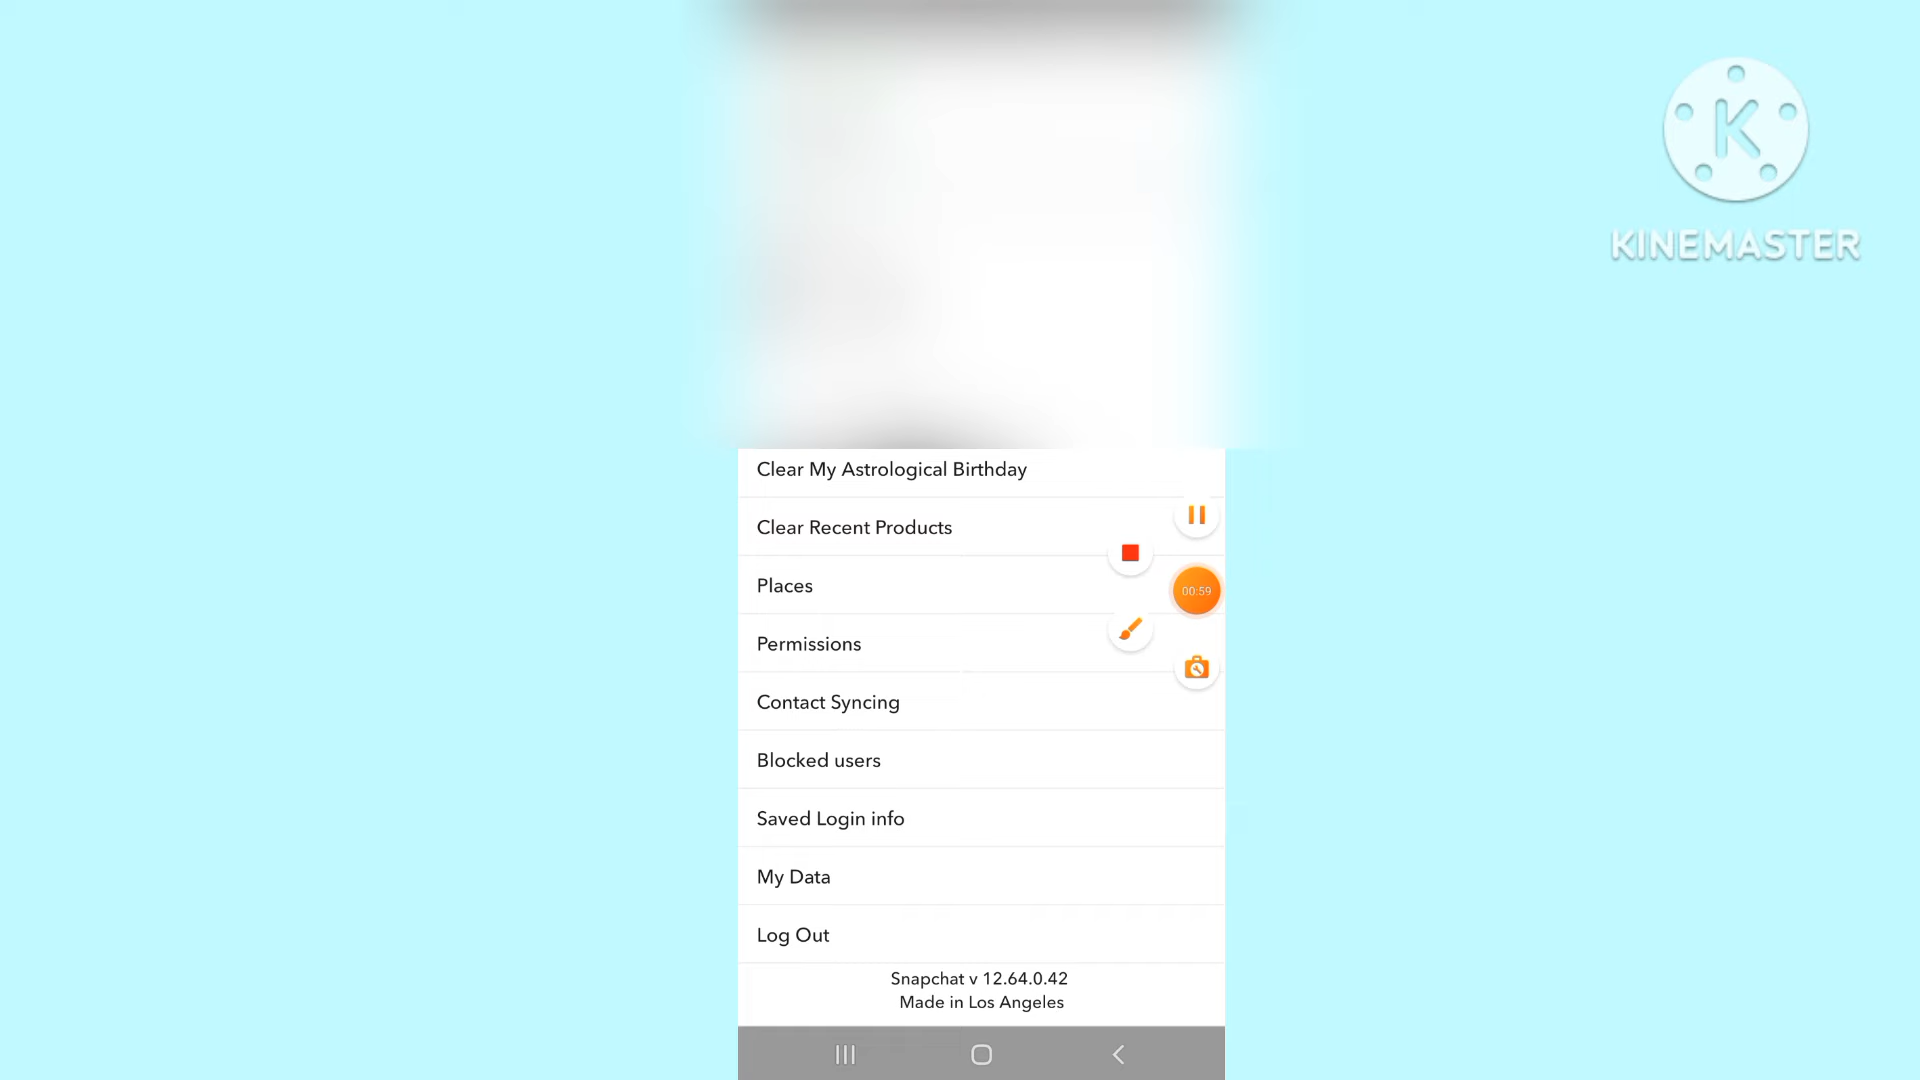 K
KINEMASTER
Clear My Astrological Birthday
Clear Recent Products
Places
00:59
Permissions
Contact Syncing
Blocked users
Saved Login info
My Data
Log Out
Snapchat v 12.64.0.42
Made in Los Angeles